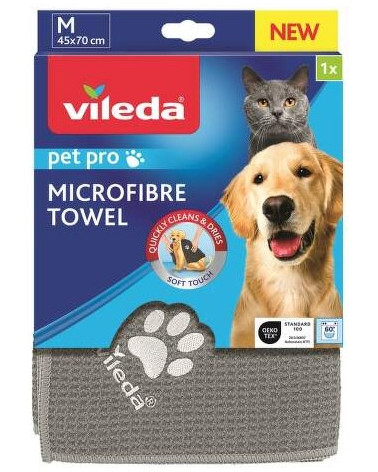 M
45x70 cm
NEW
1x
vileda
pet pro
MICROFIBRE
TOWEL
QUICKLY CLEANS & DRIES
SOFT TOUCH
OEKO
TEX®
STANDARD
100
60°
vileda